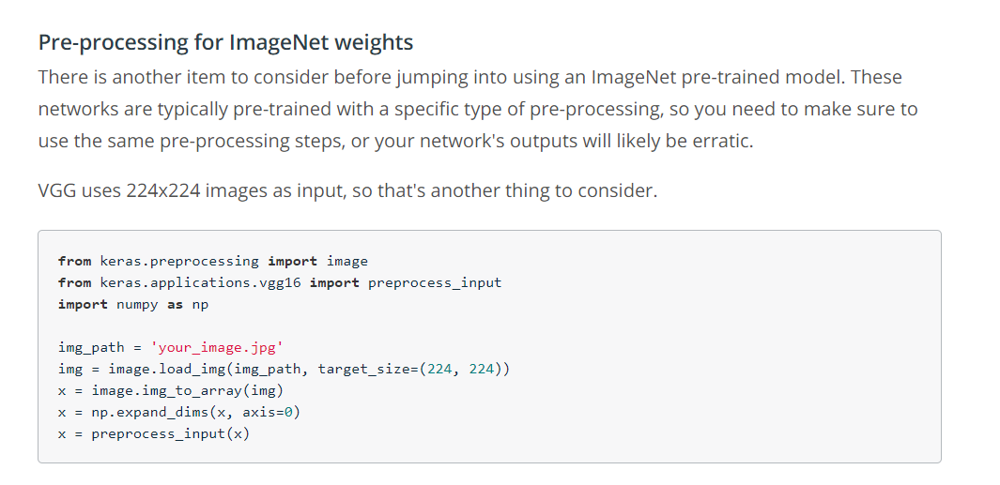 Pre-processing for ImageNet weights
There is another item to consider before jumping into using an ImageNet pre-trained model. These
networks are typically pre-trained with a specific type of pre-processing, so you need to make sure to
use the same pre-processing steps, or your network's outputs will likely be erratic.
VGG uses 224x224 images as input, so that's another thing to consider.
from keras.preprocessing import image
from keras.applications.vgg16 import preprocess_input
import numpy as np
img_path = 'your_image.jpg'
img = image.load_img(img_path, target_size=(224, 224))
x = image.img_to_array(img)
x = np.expand_dims(x, axis=0)
x = preprocess_input(x)